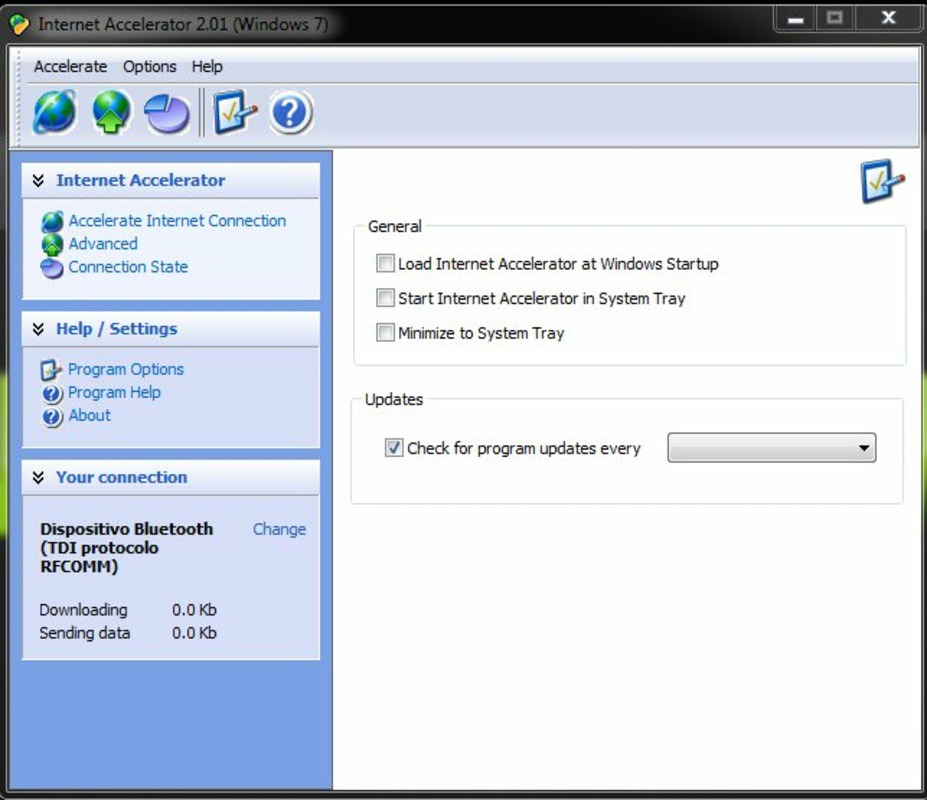 Internet Accelerator 2.01 (Windows 7)
Accelerate Options Help
Internet Accelerator
Accelerate Internet Connection
Advanced
Connection State
Help / Settings
Program Options
Program Help
About
Your connection
Dispositivo Bluetooth Change
(TDI protocolo
RFCOMM)
Downloading 0.0 Kb
Sending data 0.0 Kb
General
Load Internet Accelerator at Windows Startup
Start Internet Accelerator in System Tray
Minimize to System Tray
Updates
Check for program updates every